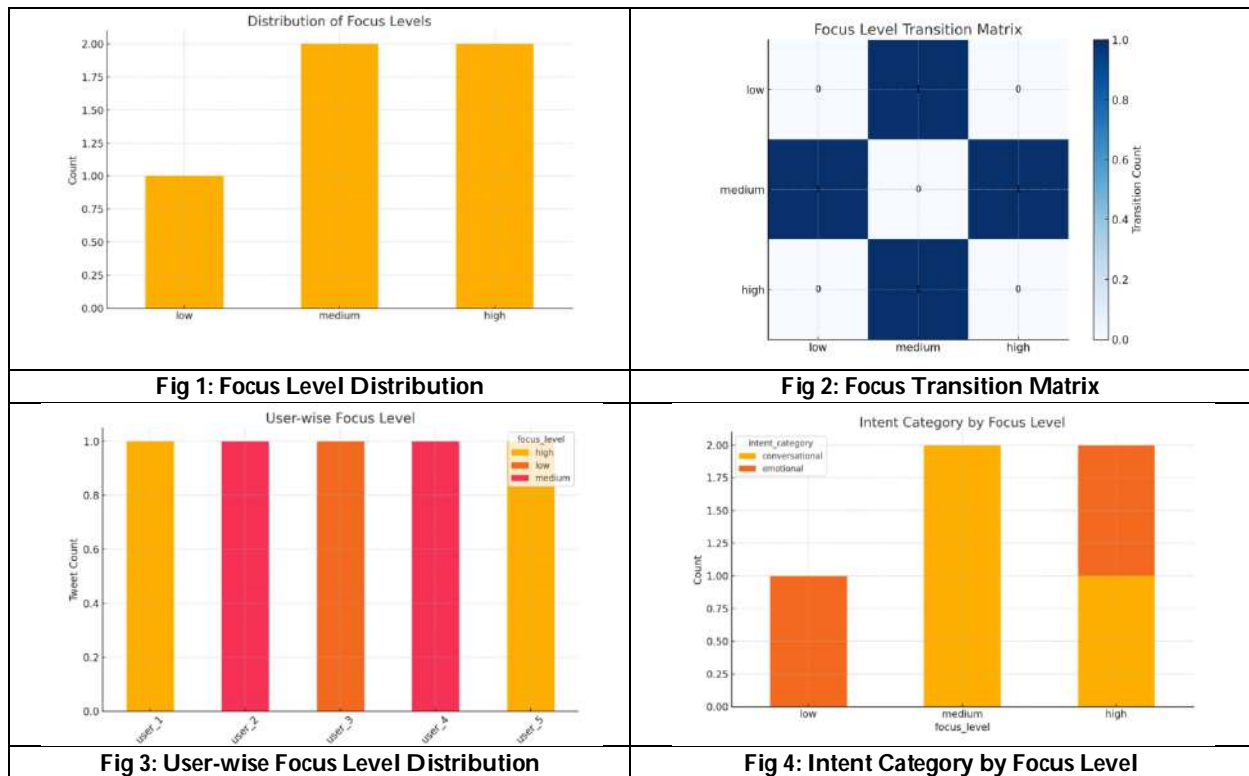 Distribution of Focus Levels
2.00
1.75
1.50
1.25
1.00
0.75
0.50
0.25
0.00
Count
low medium high
Fig 1: Focus Level Distribution
Focus Level Transition Matrix
low
medium
high
0 0
0
0 0
low medium high
1.0
0.8
0.6
0.4
0.2
0.0
Transition Count
Fig 2: Focus Transition Matrix
User-wise Focus Level
1.0
0.8
0.6
0.4
0.2
0.0
Tweet Count
focus_level
high
low
medium
user_1 user_2 user_3 user_4 user_5
Fig 3: User-wise Focus Level Distribution
Intent Category by Focus Level
2.00
1.75
1.50
1.25
1.00
0.75
0.50
0.25
0.00
Count
intent_category
conversational
emotional
low medium high
focus_level
Fig 4: Intent Category by Focus Level